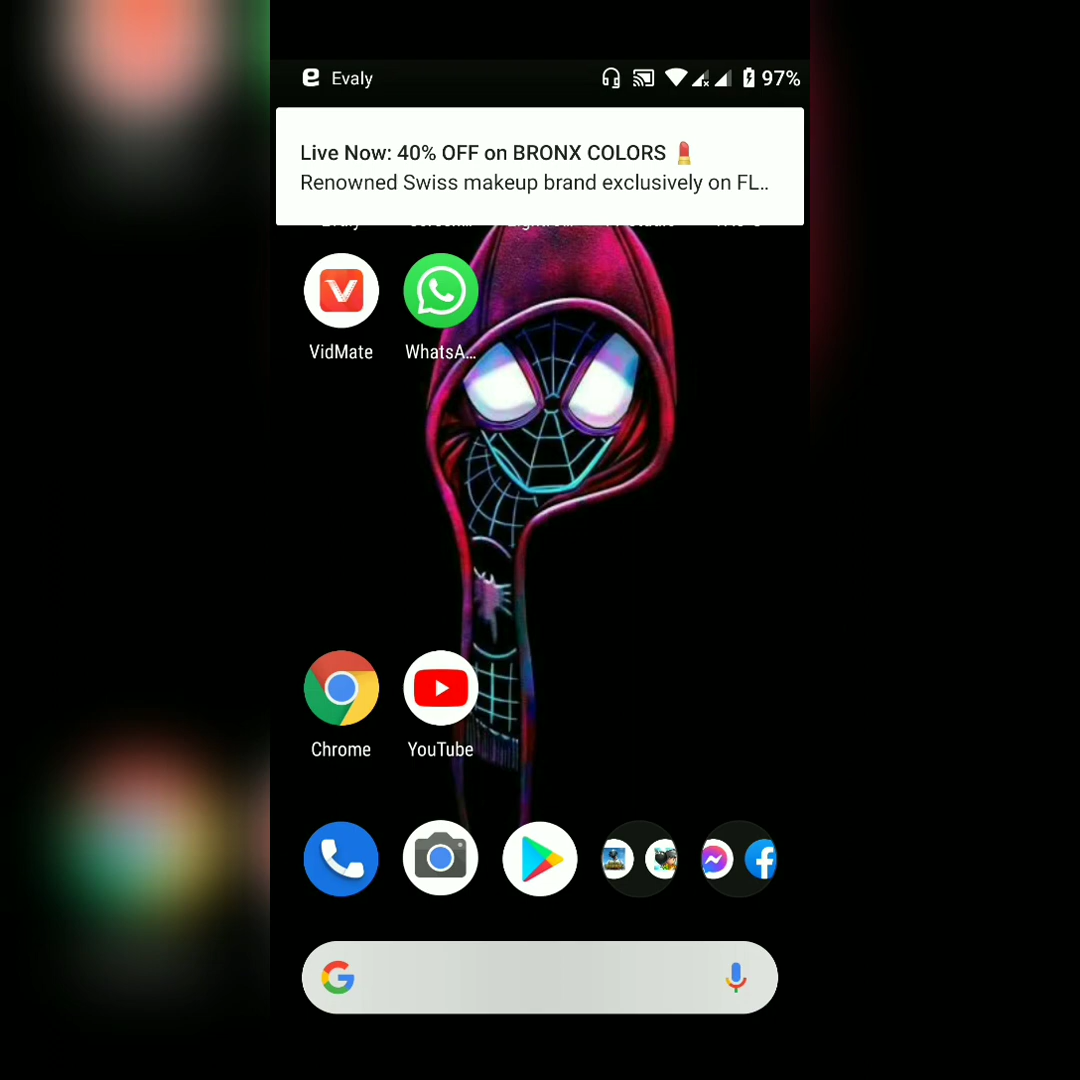 Evaly 97%
Live Now: 40% OFF on BRONX COLORS 💄
Renowned Swiss makeup brand exclusively on FL..
VidMate WhatsA...
Chrome YouTube